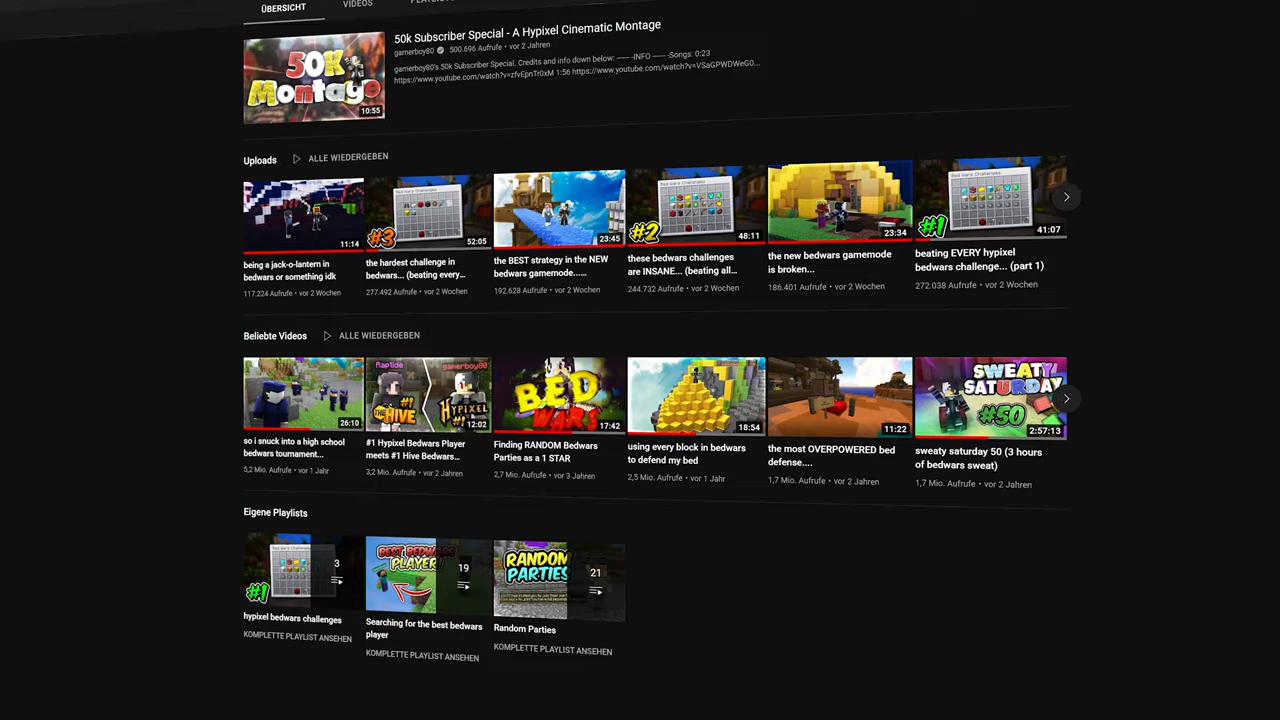 ÜBERSICHT
VIDEOS
50k Subscriber Special - A Hypixel Cinematic Montage
gamerboy80 500.696 Aufrufe • vor 2 Jahren
gamerboy80's 50k Subscriber Special. Credits and info down below: —— -INFO —— -Songs: 0:23
https://www.youtube.com/watch?v=zfvEpnTr0xM 1:56 https://www.youtube.com/watch?v=VSaGPWDWeG0...
50K
Montage
10:55
Uploads
ALLE WIEDERGEBEN
11:14
being a jack-o-lantern in
bedwars or something idk
117.224 Aufrufe • vor 2 Wochen
Bed Wars Challenges
#3
52:05
the hardest challenge in
bedwars... (beating every...
277.492 Aufrufe • vor 2 Wochen
23:45
the BEST strategy in the NEW
bedwars gamemode......
192.628 Aufrufe • vor 2 Wochen
Bed Wars Challenges
#2
48:11
these bedwars challenges
are INSANE... (beating all...
244.732 Aufrufe • vor 2 Wochen
23:34
the new bedwars gamemode
is broken...
186.401 Aufrufe • vor 2 Wochen
Bed Wars Challenges
#1
41:07
beating EVERY hypixel
bedwars challenge... (part 1)
272.038 Aufrufe • vor 2 Wochen
Beliebte Videos
ALLE WIEDERGEBEN
26:10
so i snuck into a high school
bedwars tournament...
5,2 Mio. Aufrufe • vor 1 Jahr
Raptide
gamerboy80
#1
THE HIVE
HYPIXEL
#1
12:02
#1 Hypixel Bedwars Player
meets #1 Hive Bedwars...
3,2 Mio. Aufrufe • vor 2 Jahren
BED
WARS
17:42
Finding RANDOM Bedwars
Parties as a 1 STAR
2,7 Mio. Aufrufe • vor 3 Jahren
18:54
using every block in bedwars
to defend my bed
2,5 Mio. Aufrufe • vor 1 Jahr
11:22
the most OVERPOWERED bed
defense....
1,7 Mio. Aufrufe • vor 2 Jahren
SWEATY
SATURDAY
#50
2:57:13
sweaty saturday 50 (3 hours
of bedwars sweat)
1,7 Mio. Aufrufe • vor 2 Jahren
Eigene Playlists
#1
3
hypixel bedwars challenges
KOMPLETTE PLAYLIST ANSEHEN
BEST BEDWARS
PLAYER
19
Searching for the best bedwars
player
KOMPLETTE PLAYLIST ANSEHEN
RANDOM
PARTIES
21
Random Parties
KOMPLETTE PLAYLIST ANSEHEN